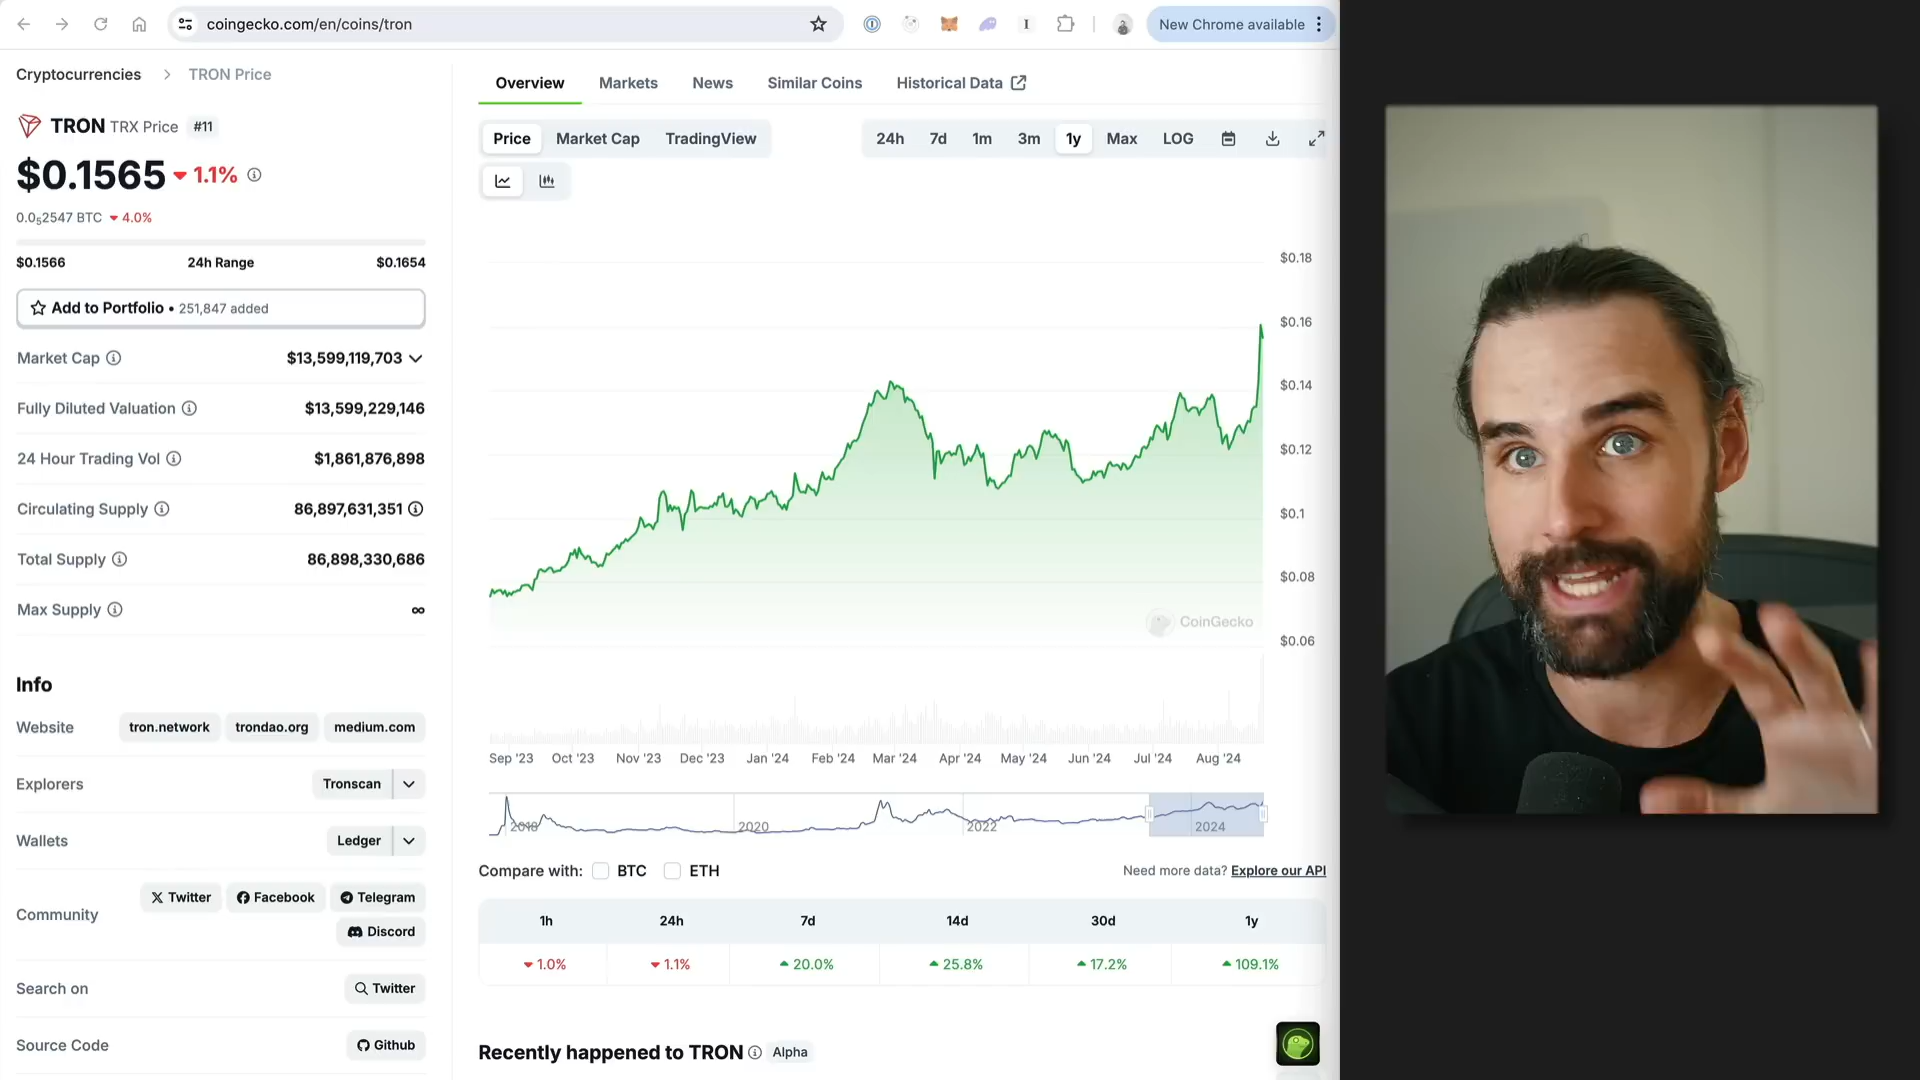 coingecko.com/en/coins/tron
New Chrome available
Cryptocurrencies > TRON Price
TRON TRX Price #11
$0.1565 1.1%
0.0₅2547 BTC 4.0%
$0.1566 24h Range $0.1654
Add to Portfolio • 251,847 added
Market Cap $13,599,119,703
Fully Diluted Valuation $13,599,229,146
24 Hour Trading Vol $1,861,876,898
Circulating Supply 86,897,631,351
Total Supply 86,898,330,686
Max Supply ∞
Info
Website tron.network trondao.org medium.com
Explorers Tronscan
Wallets Ledger
Community Twitter Facebook Telegram
Discord
Search on Twitter
Source Code Github
Overview Markets News Similar Coins Historical Data
Price Market Cap TradingView 24h 7d 1m 3m 1y Max LOG
$0.18
$0.16
$0.14
$0.12
$0.1
$0.08
CoinGecko
$0.06
Sep '23 Oct '23 Nov '23 Dec '23 Jan '24 Feb '24 Mar '24 Apr '24 May '24 Jun '24 Jul '24 Aug '24
2018 2020 2022 2024
Compare with: BTC ETH Need more data? Explore our API
1h 24h 7d 14d 30d 1y
1.0% 1.1% 20.0% 25.8% 17.2% 109.1%
Recently happened to TRON Alpha